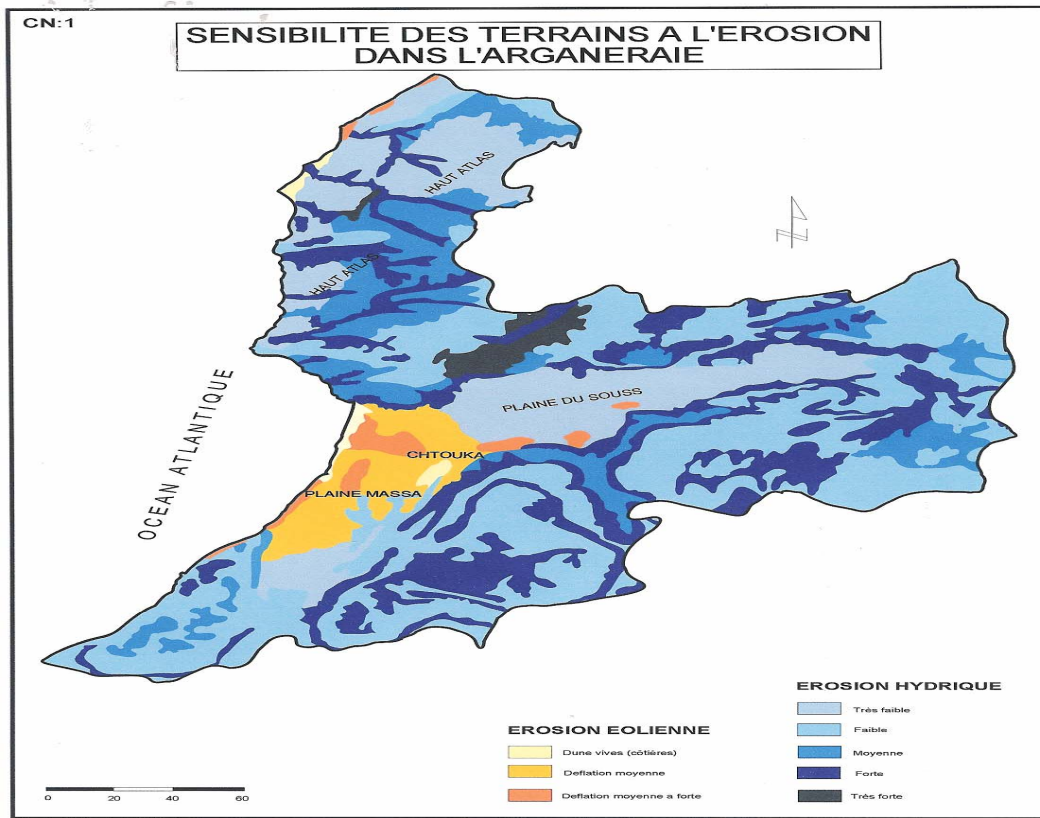 CN:1
SENSIBILITE DES TERRAINS A L'EROSION
DANS L'ARGANERAIE
HAUT ATLAS
HAUT ATLAS
PLAINE DU SOUSS
OCEAN ATLANTIQUE
CHTOUKA
PLAINE MASSA
EROSION EOLIENNE
Dune vives (côtières)
Deflation moyenne
Deflation moyenne a forte
EROSION HYDRIQUE
Très faible
Faible
Moyenne
Forte
Très forte
0 20 40 60